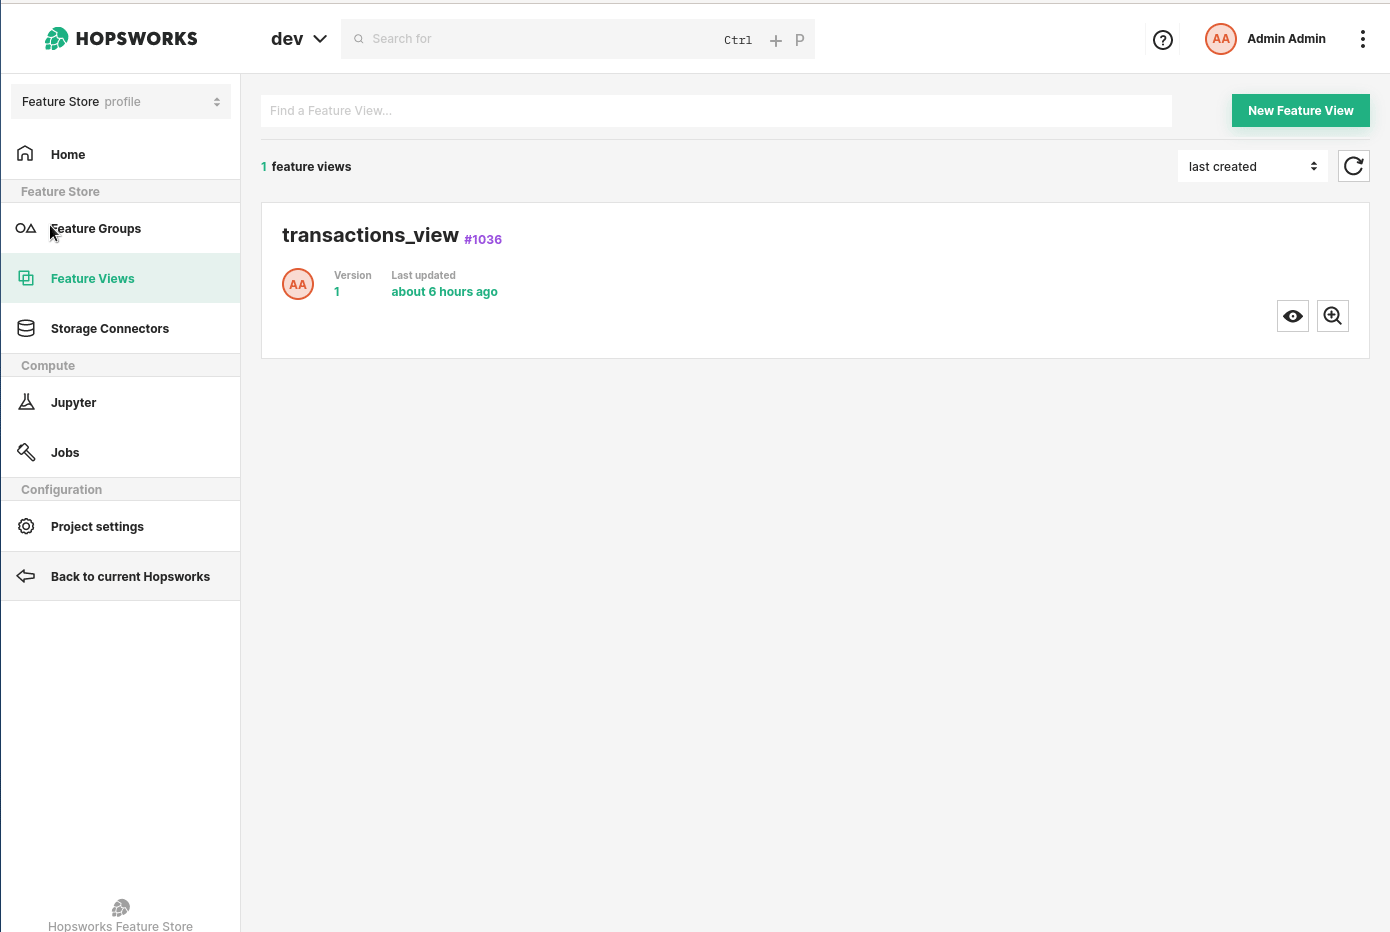 HOPSWORKS
dev
Search for
Ctrl + P
?
AA
Admin Admin
Feature Store profile
Home
Feature Store
Feature Groups
Feature Views
Storage Connectors
Compute
Jupyter
Jobs
Configuration
Project settings
Back to current Hopsworks
Hopsworks Feature Store
Find a Feature View...
New Feature View
1 feature views
last created
transactions_view #1036
AA
Version
1
Last updated
about 6 hours ago